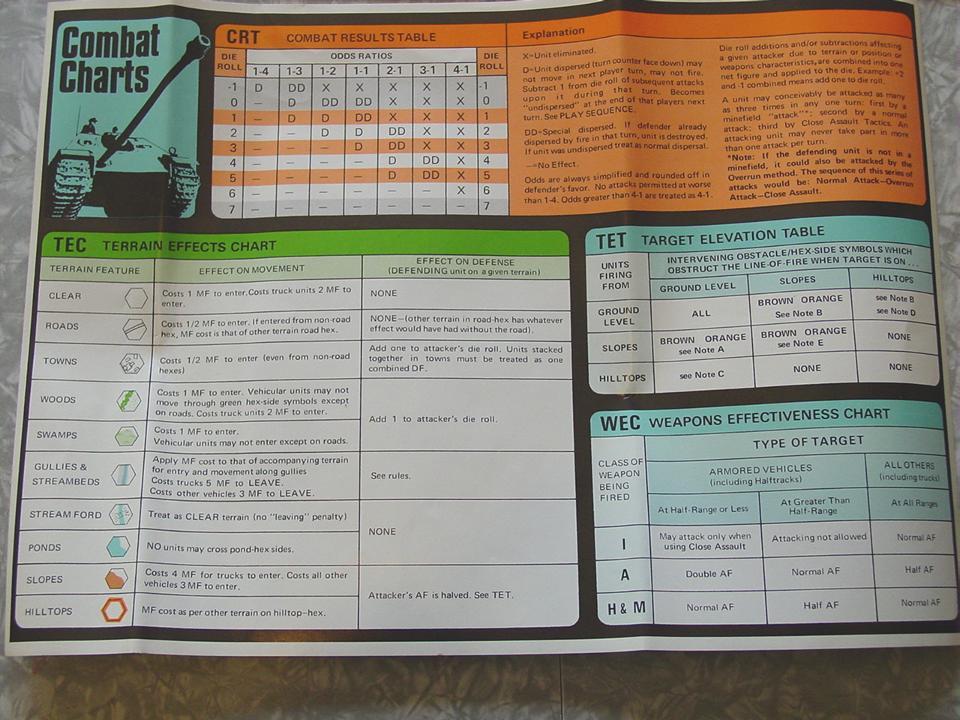 Combat
Charts
CRT COMBAT RESULTS TABLE
DIE
ROLL
ODDS RATIOS
DIE
ROLL
1-4 1-3 1-2 1-1 2-1 3-1 4-1
-1 D DD X X X X X -1
0 — D DD DD X X X 0
1 — D D DD X X X 1
2 — — D D DD X X 2
3 — — — D DD X X 3
4 — — — — D DD X 4
5 — — — — D DD X 5
6 — — — — — — X 6
7 — — — — — — — 7
Explanation
X=Unit eliminated.
D=Unit dispersed (turn counter face down) may
not move in next player turn, may not fire.
Subtract 1 from die roll of subsequent attacks
upon it during that turn. Becomes
"undispersed" at the end of that players next
turn. See PLAY SEQUENCE.
DD=Special dispersed. If defender already
dispersed by fire in that turn, unit is destroyed.
If unit was undispersed treat as normal dispersal.
—=No Effect.
Odds are always simplified and rounded off in
defender's favor. No attacks permitted at worse
than 1-4. Odds greater than 4-1 are treated as 4-1.
Die roll additions and/or subtractions affecting
a given attacker due to terrain or position or
weapons characteristics, are combined into one
net figure and applied to the die. Example: +2
and -1 combined means add one to die roll.
A unit may conceivably be attacked as many
as three times in any one turn: first by a
minefield "attack"*; second by a normal
attack; third by Close Assault Tactics. An
attacking unit may never take part in more
than one attack per turn.
*Note: If the defending unit is not in a
minefield, it could also be attacked by the
Overrun method. The sequence of this series of
attacks would be: Normal Attack—Overrun
Attack—Close Assault.
TEC TERRAIN EFFECTS CHART
TERRAIN FEATURE EFFECT ON MOVEMENT EFFECT ON DEFENSE
(DEFENDING unit on a given terrain)
CLEAR
Costs 1 MF to enter. Costs truck units 2 MF to
enter.
NONE
ROADS
Costs 1/2 MF to enter. If entered from non-road
hex, MF cost is that of other terrain road hex.
NONE—(other terrain in road-hex has whatever
effect would have had without the road).
TOWNS
Costs 1/2 MF to enter (even from non-road
hexes)
Add one to attacker's die roll. Units stacked
together in towns must be treated as one
combined DF.
WOODS
Costs 1 MF to enter. Vehicular units may not
move through green hex-side symbols except
on roads. Costs truck units 2 MF to enter.
Add 1 to attacker's die roll.
SWAMPS
Costs 1 MF to enter.
Vehicular units may not enter except on roads.
GULLIES &
STREAMBEDS
Apply MF cost to that of accompanying terrain
for entry and movement along gullies
Costs trucks 5 MF to LEAVE.
Costs other vehicles 3 MF to LEAVE.
See rules.
STREAM FORD
Treat as CLEAR terrain (no "leaving" penalty)
NONE
PONDS
NO units may cross pond-hex sides.
SLOPES
Costs 4 MF for trucks to enter. Costs all other
vehicles 3 MF to enter.
Attacker's AF is halved. See TET.
HILLTOPS
MF cost as per other terrain on hilltop-hex.
TET TARGET ELEVATION TABLE
UNITS
FIRING
FROM
INTERVENING OBSTACLE/HEX-SIDE SYMBOLS WHICH
OBSTRUCT THE LINE-OF-FIRE WHEN TARGET IS ON . . .
GROUND LEVEL SLOPES HILLTOPS
GROUND
LEVEL
ALL
BROWN ORANGE
See Note B
see Note B
see Note D
SLOPES
BROWN ORANGE
see Note A
BROWN ORANGE
see Note E
NONE
HILLTOPS
see Note C
NONE
NONE
WEC WEAPONS EFFECTIVENESS CHART
CLASS OF
WEAPON
BEING
FIRED
TYPE OF TARGET
ARMORED VEHICLES
(including Halftracks)
ALL OTHERS
(including trucks)
At Half-Range or Less
At Greater Than
Half-Range
At All Ranges
I
May attack only when
using Close Assault
Attacking not allowed
Normal AF
A
Double AF
Normal AF
Half AF
H & M
Normal AF
Half AF
Normal AF